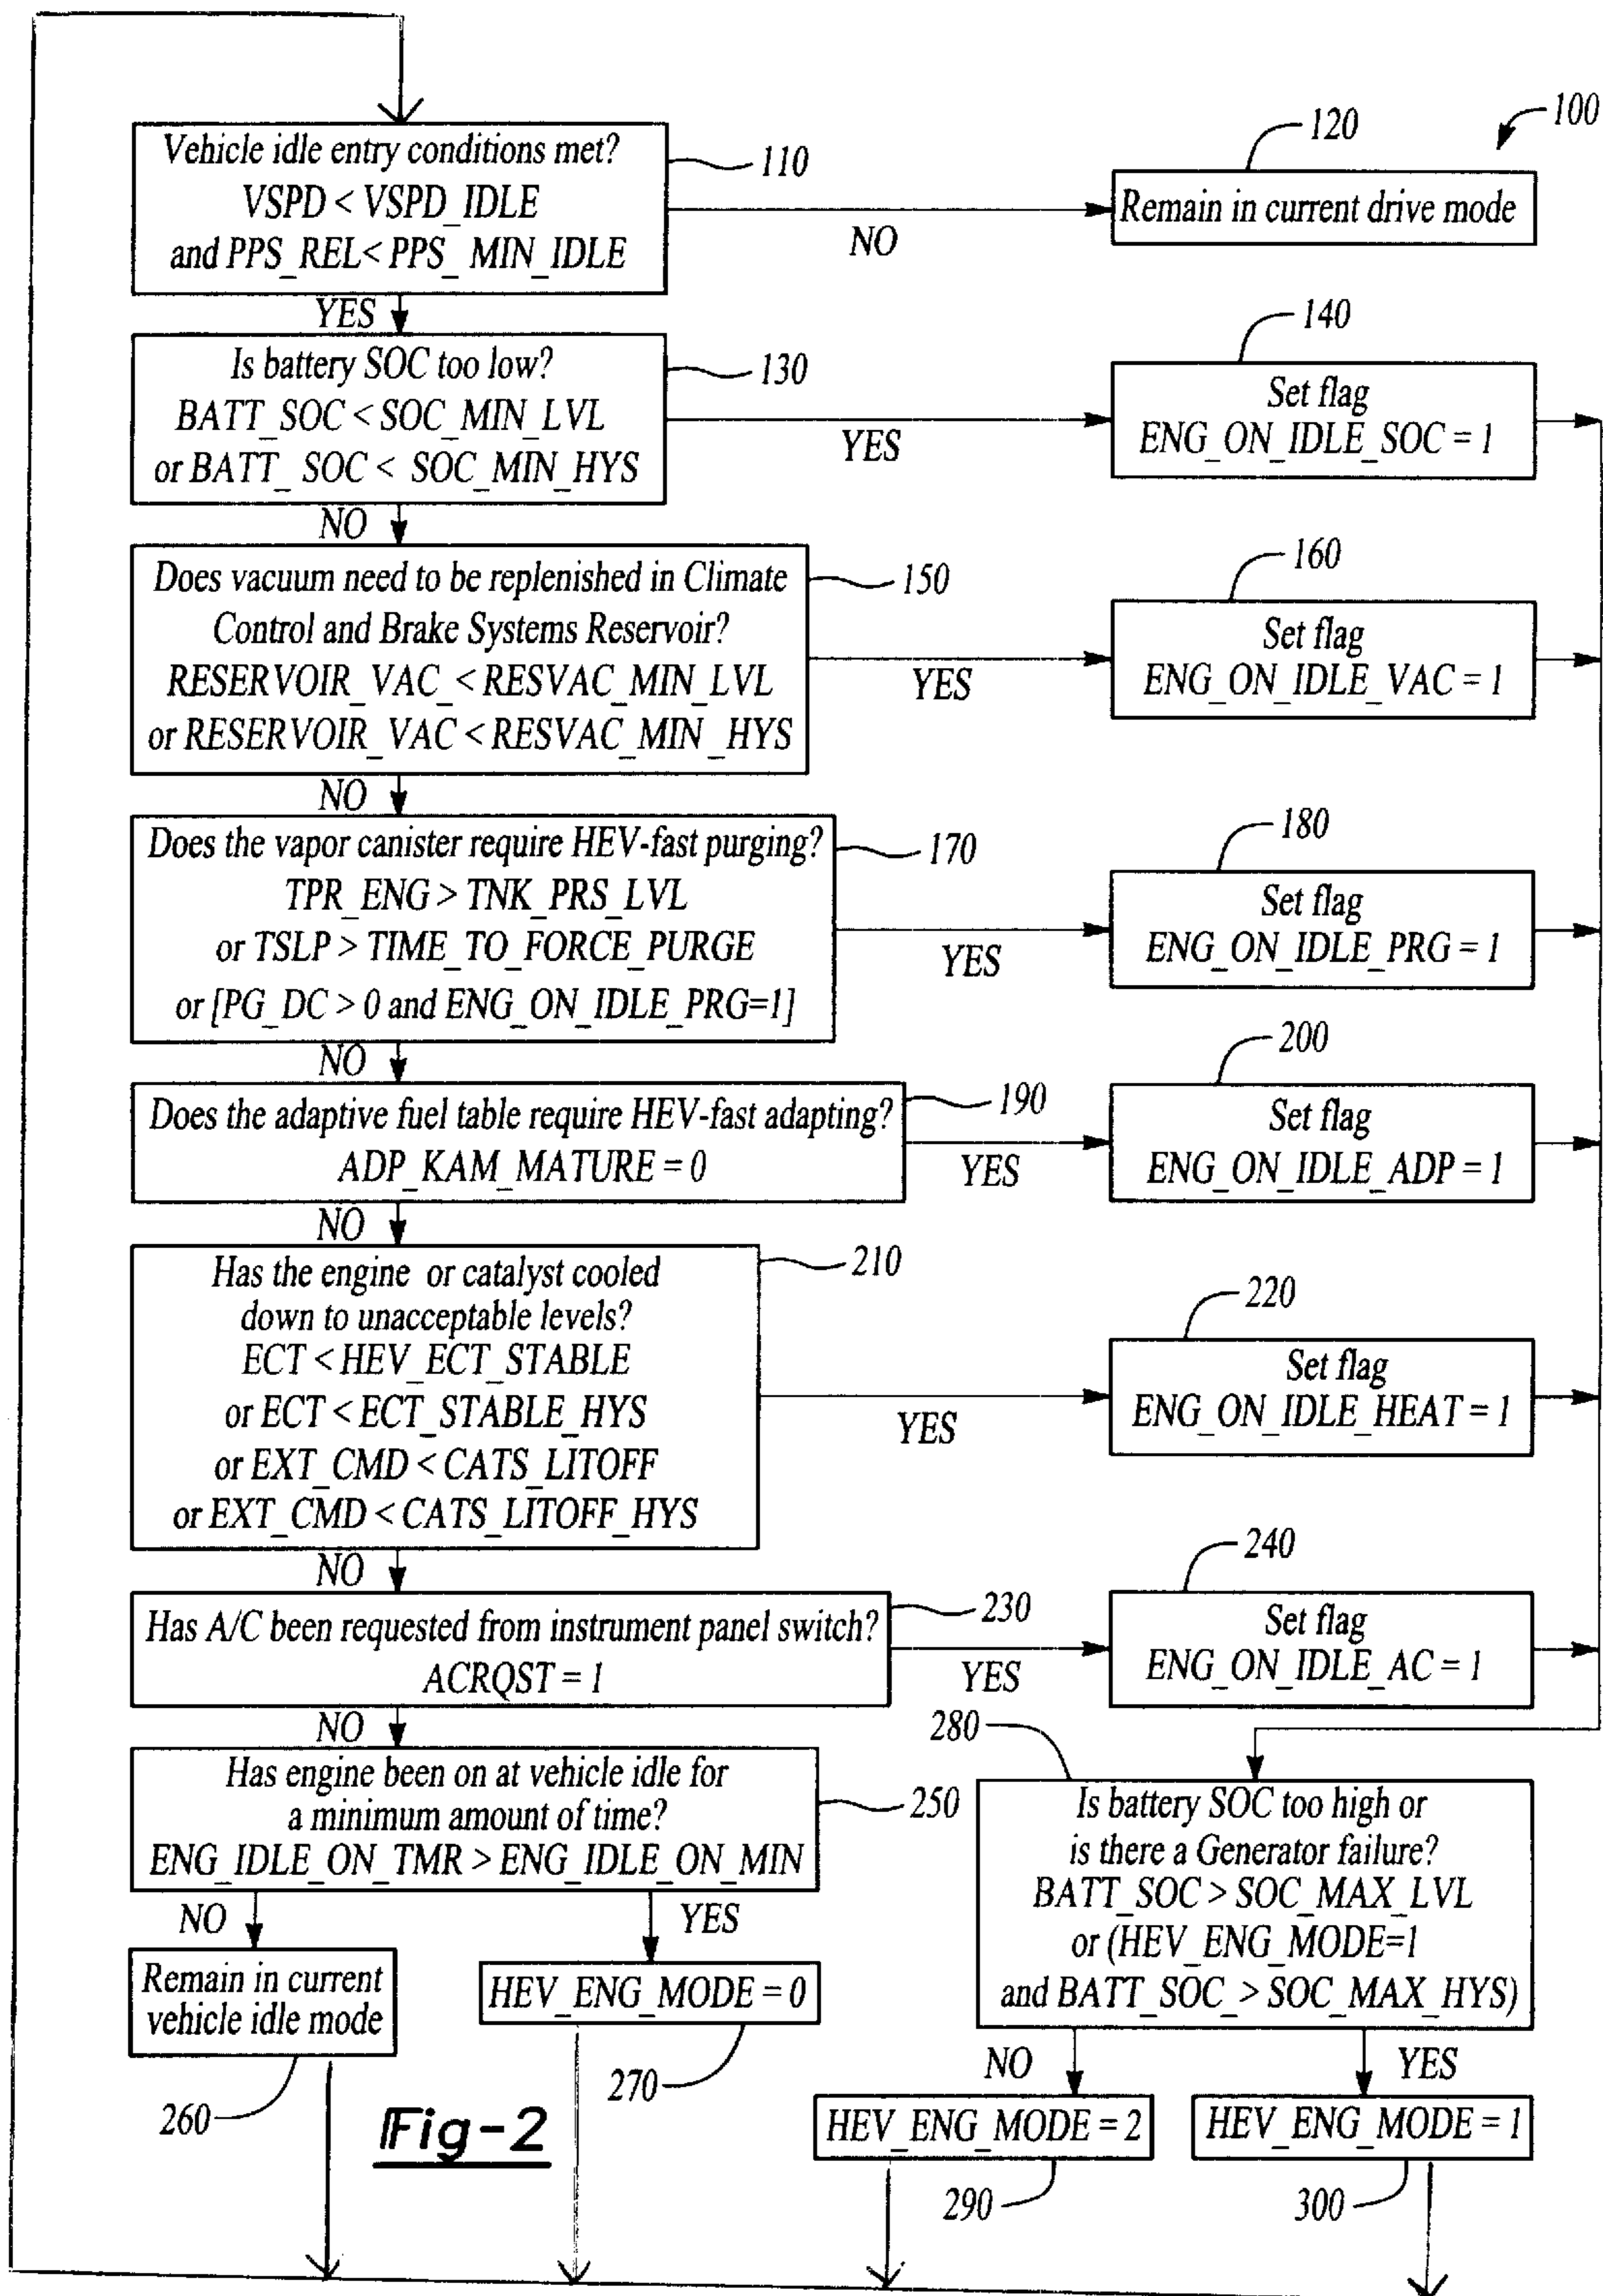 100
Vehicle idle entry conditions met?
VSPD < VSPD_IDLE
and PPS_REL< PPS_ MIN_IDLE
110
NO
120
Remain in current drive mode
YES
Is battery SOC too low?
BATT_SOC < SOC_MIN_LVL
or BATT_ SOC < SOC_MIN_HYS
130
YES
140
Set flag
ENG_ON_IDLE_SOC = 1
NO
Does vacuum need to be replenished in Climate
Control and Brake Systems Reservoir?
RESERVOIR_VAC_ < RESVAC_MIN_LVL
or RESERVOIR_VAC < RESVAC_MIN_HYS
150
YES
160
Set flag
ENG_ON_IDLE_VAC = 1
NO
Does the vapor canister require HEV-fast purging?
TPR_ENG > TNK_PRS_LVL
or TSLP > TIME_TO_FORCE_PURGE
or [PG_DC > 0 and ENG_ON_IDLE_PRG=1]
170
YES
180
Set flag
ENG_ON_IDLE_PRG = 1
NO
Does the adaptive fuel table require HEV-fast adapting?
ADP_KAM_MATURE = 0
190
YES
200
Set flag
ENG_ON_IDLE_ADP = 1
NO
Has the engine or catalyst cooled
down to unacceptable levels?
ECT < HEV_ECT_STABLE
or ECT < ECT_STABLE_HYS
or EXT_CMD < CATS_LITOFF
or EXT_CMD < CATS_LITOFF_HYS
210
YES
220
Set flag
ENG_ON_IDLE_HEAT = 1
NO
Has A/C been requested from instrument panel switch?
ACRQST = 1
230
YES
240
Set flag
ENG_ON_IDLE_AC = 1
NO
Has engine been on at vehicle idle for
a minimum amount of time?
ENG_IDLE_ON_TMR > ENG_IDLE_ON_MIN
250
NO
YES
Remain in current
vehicle idle mode
260
HEV_ENG_MODE = 0
270
280
Is battery SOC too high or
is there a Generator failure?
BATT_SOC > SOC_MAX_LVL
or (HEV_ENG_MODE=1
and BATT_SOC_> SOC_MAX_HYS)
NO
YES
HEV_ENG_MODE = 2
290
HEV_ENG_MODE = 1
300
Fig-2